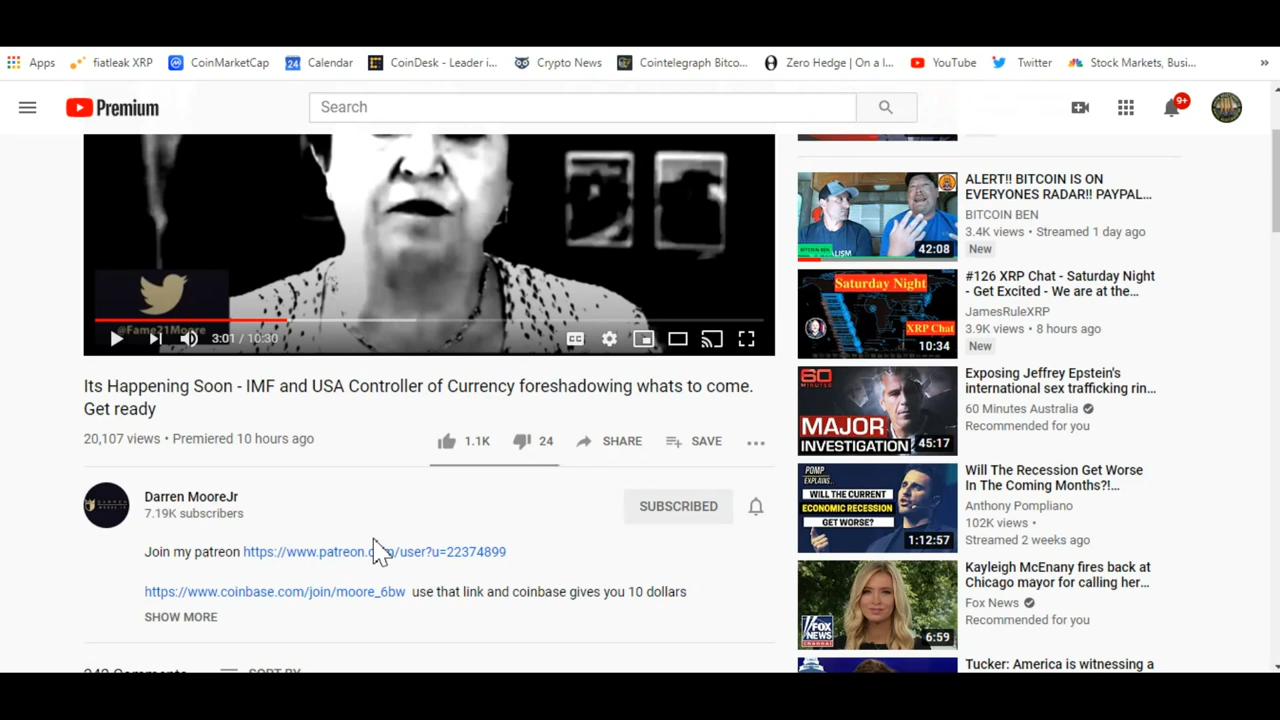 Apps fiatleak XRP CoinMarketCap 24 Calendar CoinDesk - Leader i... Crypto News Cointelegraph Bitco... Zero Hedge | On a l... YouTube Twitter Stock Markets, Busi... »
Premium
Search
9+
@Fame21Moore
3:01 / 10:30
CC
Its Happening Soon - IMF and USA Controller of Currency foreshadowing whats to come.
Get ready
20,107 views • Premiered 10 hours ago
1.1K 24 SHARE SAVE ...
Darren MooreJr
7.19K subscribers
SUBSCRIBED
Join my patreon https://www.patreon.com/user?u=22374899
https://www.coinbase.com/join/moore_6bw use that link and coinbase gives you 10 dollars
SHOW MORE
SORT BY
BITCOIN BEN
42:08
ALERT!! BITCOIN IS ON
EVERYONES RADAR!! PAYPAL...
BITCOIN BEN
3.4K views • Streamed 1 day ago
New
Saturday Night
XRP Chat
10:34
#126 XRP Chat - Saturday Night
- Get Excited - We are at the...
JamesRuleXRP
3.9K views • 8 hours ago
New
60
MAJOR
INVESTIGATION
45:17
Exposing Jeffrey Epstein's
international sex trafficking rin...
60 Minutes Australia
Recommended for you
POMP
EXPLAINS..
WILL THE CURRENT
ECONOMIC RECESSION
GET WORSE?
1:12:57
Will The Recession Get Worse
In The Coming Months?!...
Anthony Pompliano
102K views •
Streamed 2 weeks ago
FOX
NEWS
channel
6:59
Kayleigh McEnany fires back at
Chicago mayor for calling her...
Fox News
Recommended for you
Tucker: America is witnessing a